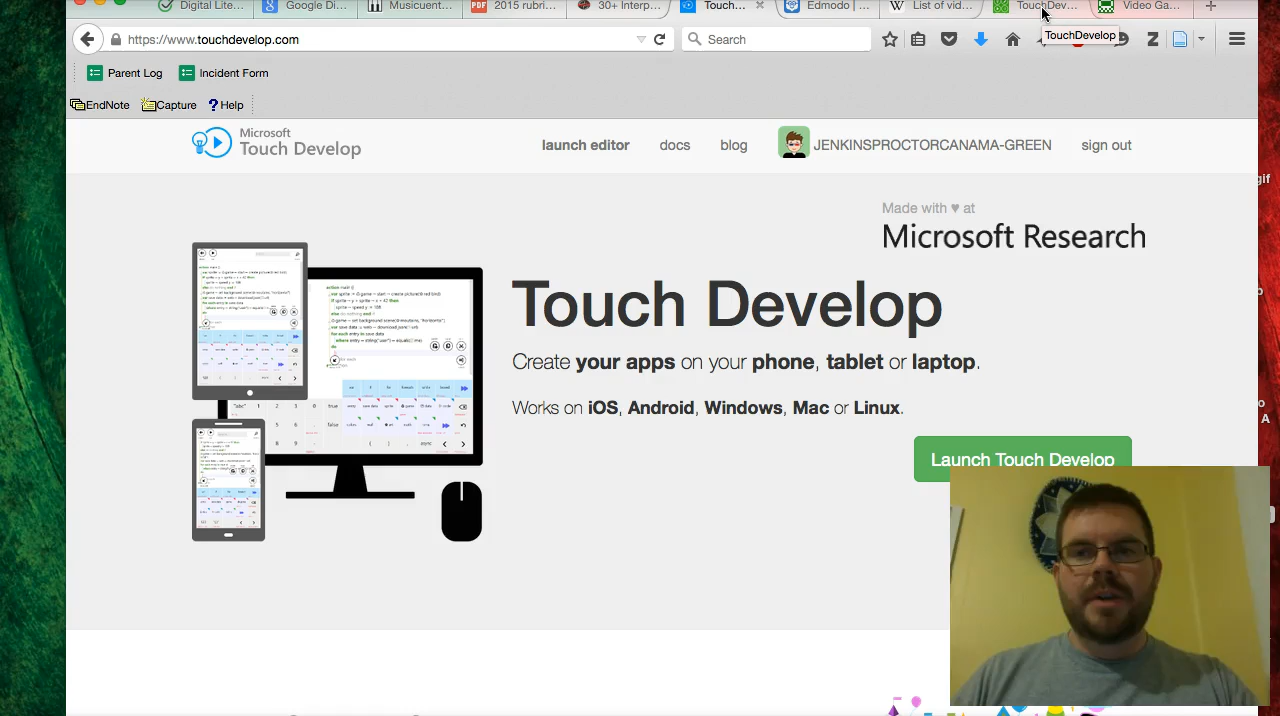 Digital Lite... Google Di... Musicuent... PDF 2015 rubri... 30+ Interp... Touch... × Edmodo ... W List of vid... TouchDev... Video Ga... +
https://www.touchdevelop.com Search
TouchDevelop
Parent Log Incident Form
EndNote Capture ? Help
Microsoft
Touch Develop
launch editor docs blog JENKINSPROCTORCANAMA-GREEN sign out
Made with ♥ at
Microsoft Research
Touch Develop
Create your apps on your phone, tablet or laptop.
Works on iOS, Android, Windows, Mac or Linux.
Launch Touch Develop
gif
o
o
A